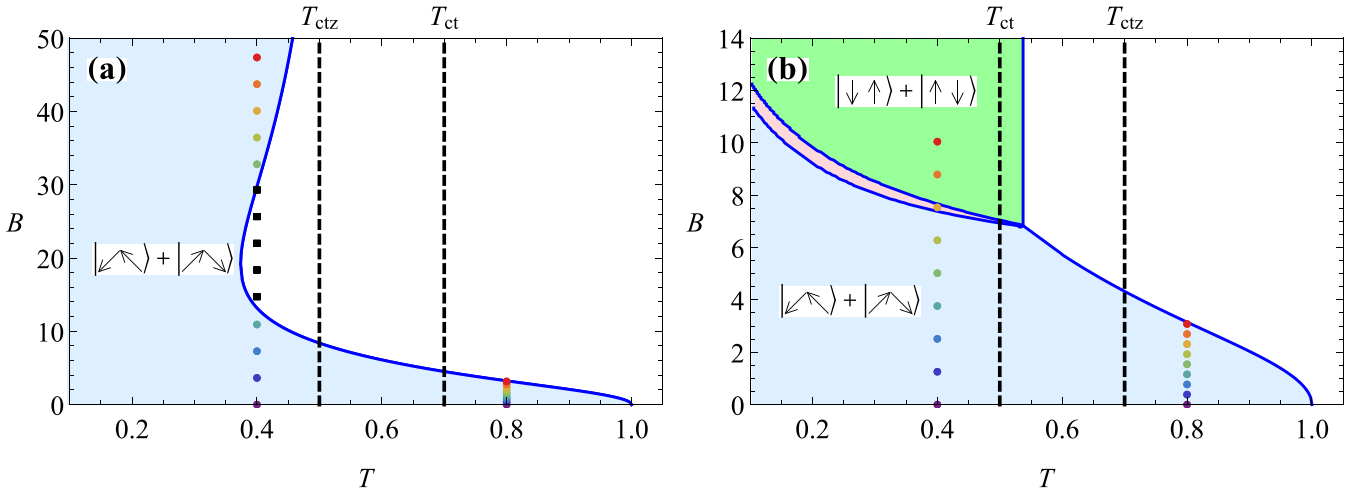 T_ctz T_ct
50
(a)
40
30
B
20
|↙↖↘⟩ + |↗↖↘⟩
10
0
0.2 0.4 0.6 0.8 1.0
T
T_ct T_ctz
14
(b)
|↓ ↑⟩ + |↑ ↓⟩
12
10
8
B
6
4
|↙↖↘⟩ + |↗↖↘⟩
2
0
0.2 0.4 0.6 0.8 1.0
T